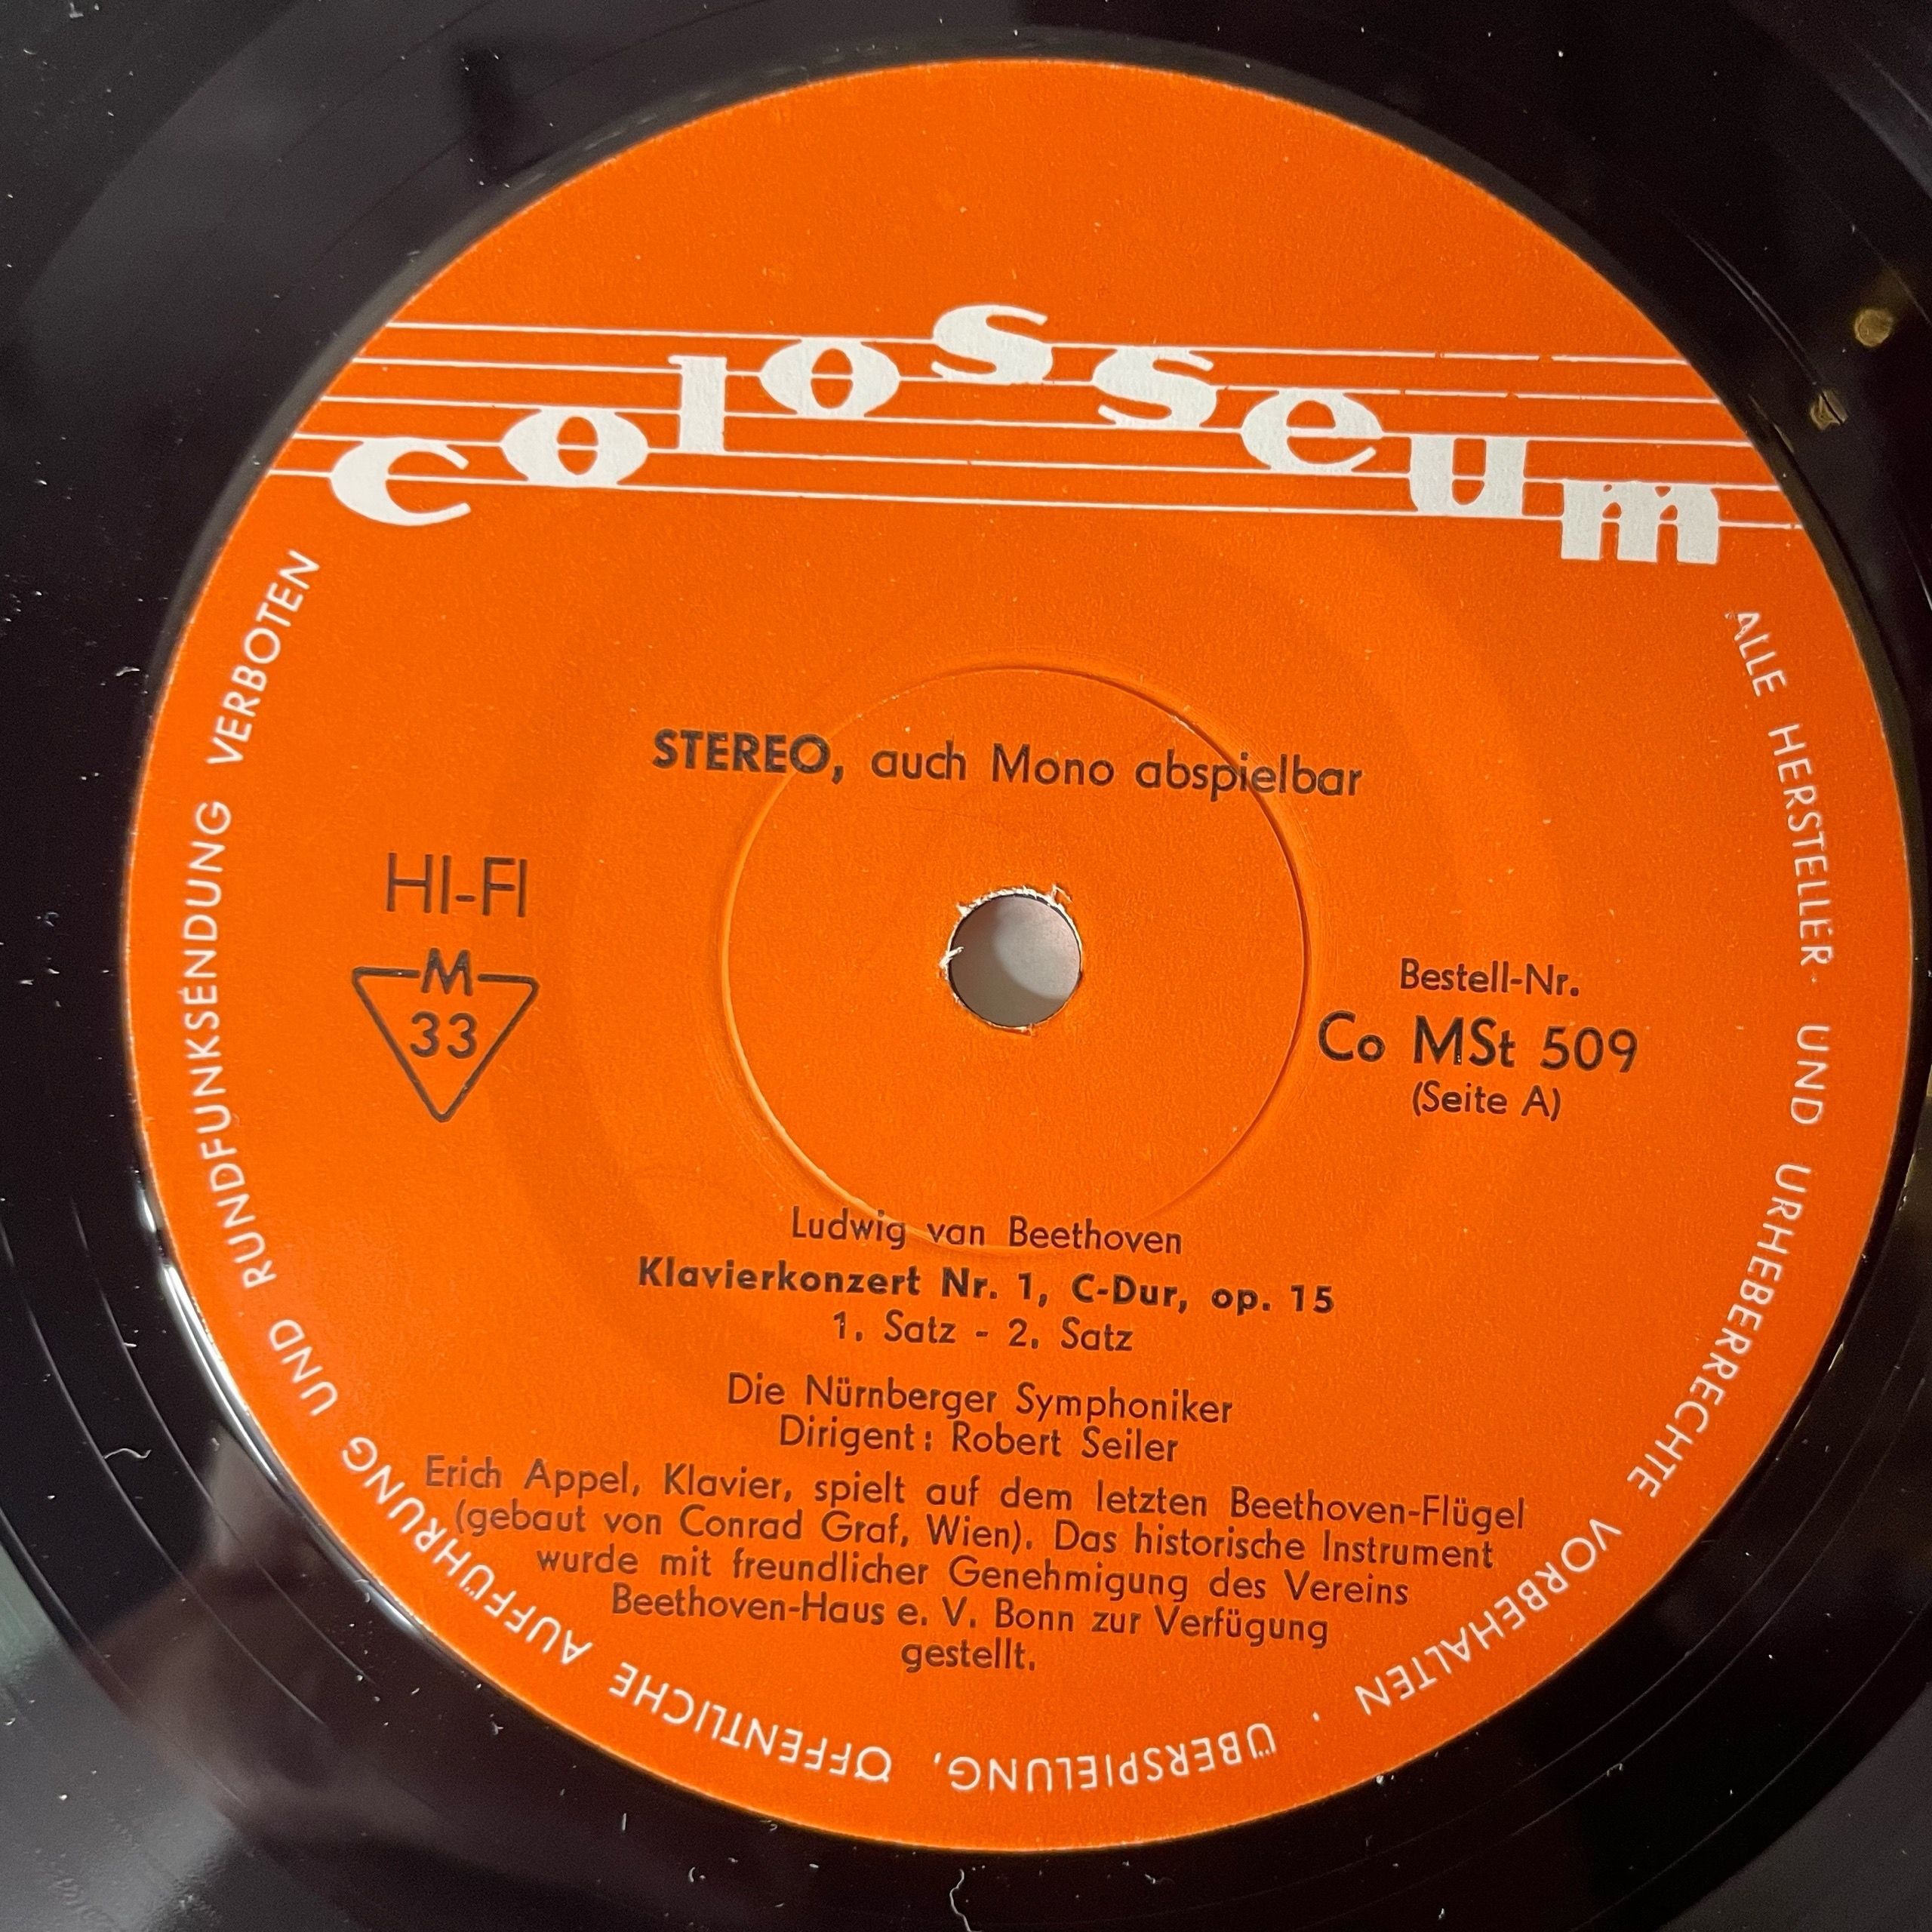 colosseum
STEREO, auch Mono abspielbar
HI-FI
M
33
Bestell-Nr.
Co MSt 509
(Seite A)
Ludwig van Beethoven
Klavierkonzert Nr. 1, C-Dur, op. 15
1. Satz - 2. Satz
Die Nürnberger Symphoniker
Dirigent: Robert Seiler
Erich Appel, Klavier, spielt auf dem letzten Beethoven-Flügel
(gebaut von Conrad Graf, Wien). Das historische Instrument
wurde mit freundlicher Genehmigung des Vereins
Beethoven-Haus e. V. Bonn zur Verfügung
gestellt.
ALLE HERSTELLER- UND URHEBERRECHTE VORBEHALTEN · ÜBERSPIELUNG, ÖFFENTLICHE AUFFÜHRUNG UND RUNDFUNKSENDUNG VERBOTEN